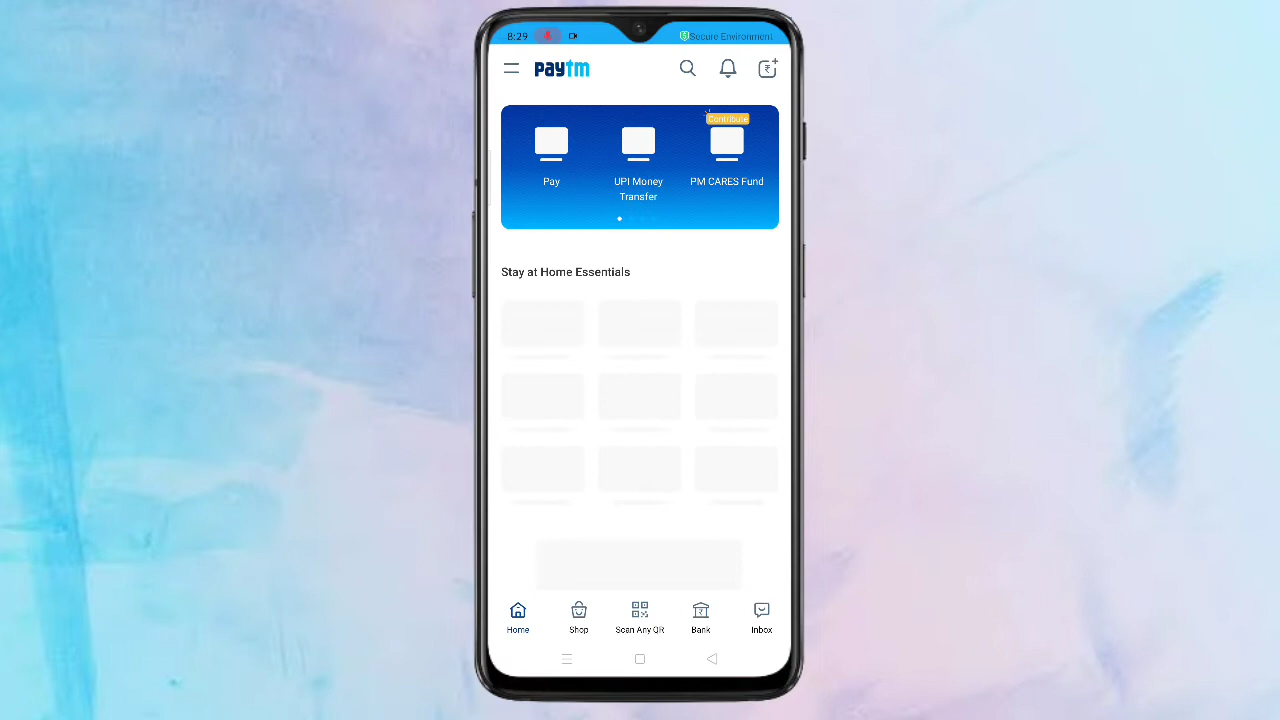 8:29 Secure Environment
paytm
Contribute
Pay UPI Money Transfer PM CARES Fund
Stay at Home Essentials
Home Shop Scan Any QR Bank Inbox